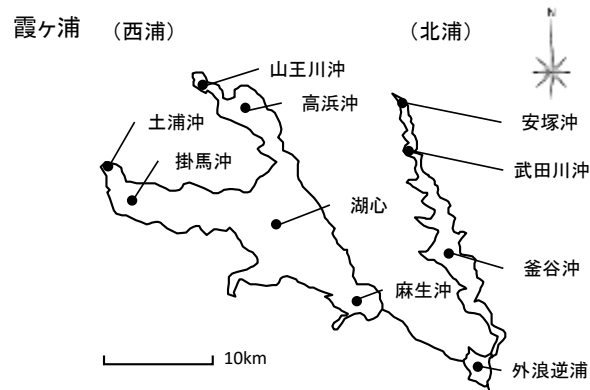 霞ヶ浦 (西浦) (北浦)
N
山王川沖
高浜沖
土浦沖
掛馬沖
湖心
麻生沖
安塚沖
武田川沖
釜谷沖
外浪逆浦
10km